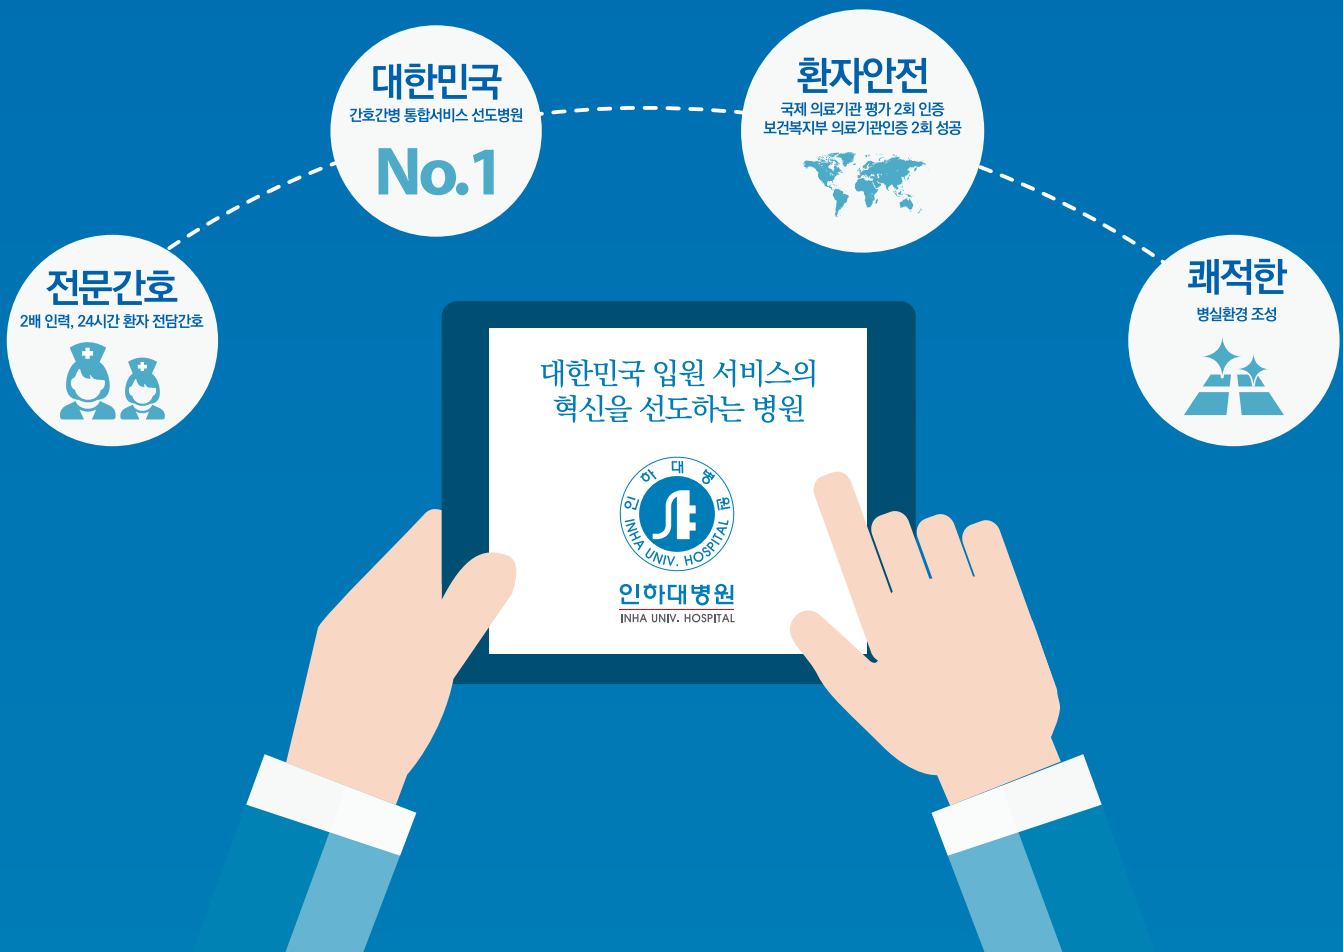 대한민국
간호간병 통합서비스 선도병원
No.1
환자안전
국제 의료기관 평가 2회 인증
보건복지부 의료기관인증 2회 성공
전문간호
2배 인력, 24시간 환자 전담간호
쾌적한
병실환경 조성
대한민국 입원 서비스의
혁신을 선도하는 병원
인하대병원
INHA UNIV. HOSPITAL
인하대병원
INHA UNIV. HOSPITAL